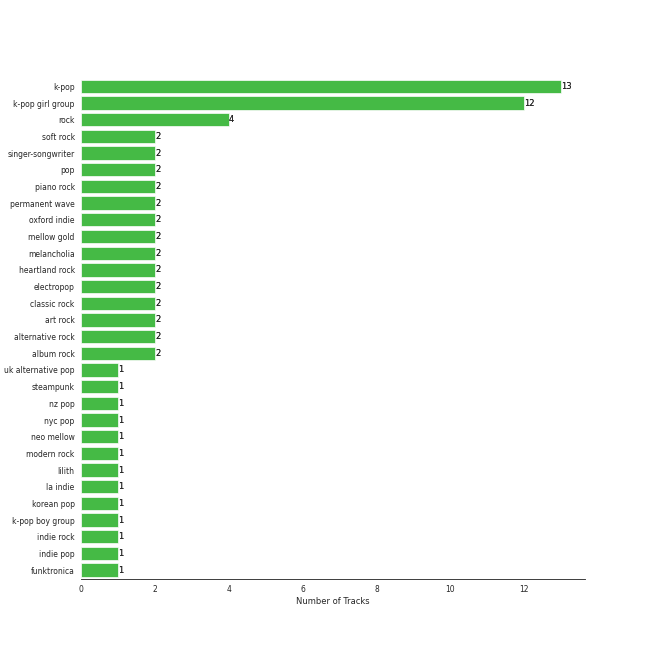 k-pop 13
k-pop girl group 12
rock 4
soft rock 2
singer-songwriter 2
pop 2
piano rock 2
permanent wave 2
oxford indie 2
mellow gold 2
melancholia 2
heartland rock 2
electropop 2
classic rock 2
art rock 2
alternative rock 2
album rock 2
uk alternative pop 1
steampunk 1
nz pop 1
nyc pop 1
neo mellow 1
modern rock 1
lilith 1
la indie 1
korean pop 1
k-pop boy group 1
indie rock 1
indie pop 1
funktronica 1
0 2 4 6 8 10 12
Number of Tracks